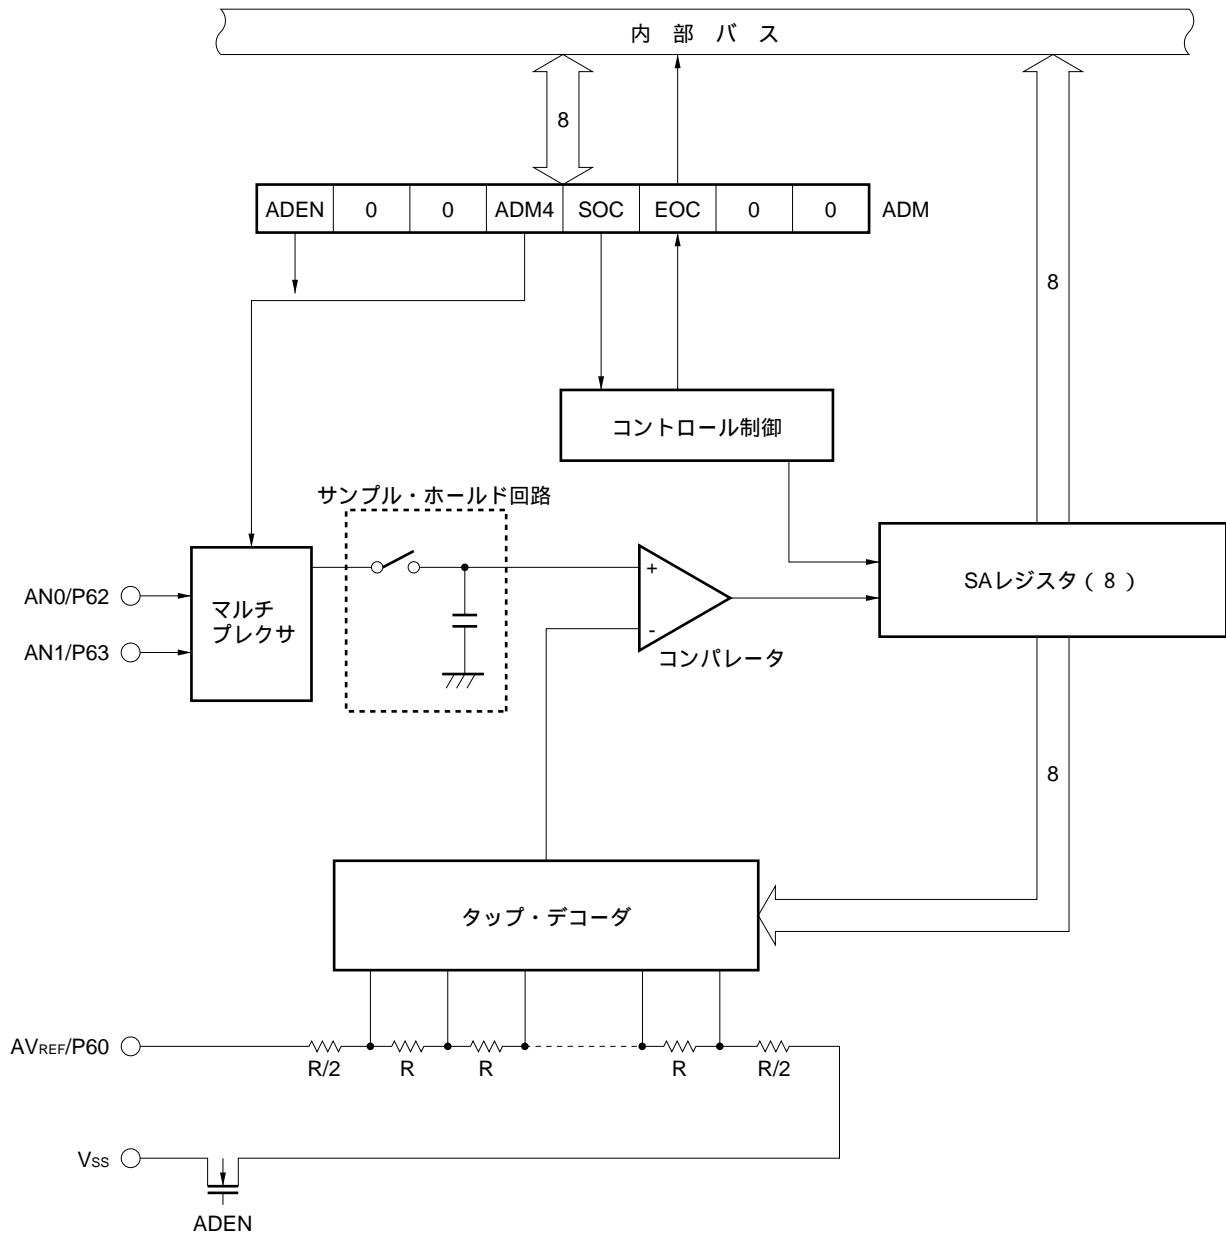 内 部 バ ス
8
ADEN 0 0 ADM4 SOC EOC 0 0 ADM
8
コントロール制御
サンプル・ホールド回路
AN0/P62
AN1/P63
マルチ
プレクサ
+
-
コンパレータ
SAレジスタ ( 8 )
8
タップ・デコーダ
AVREF/P60
R/2 R R R R/2
VSS
ADEN